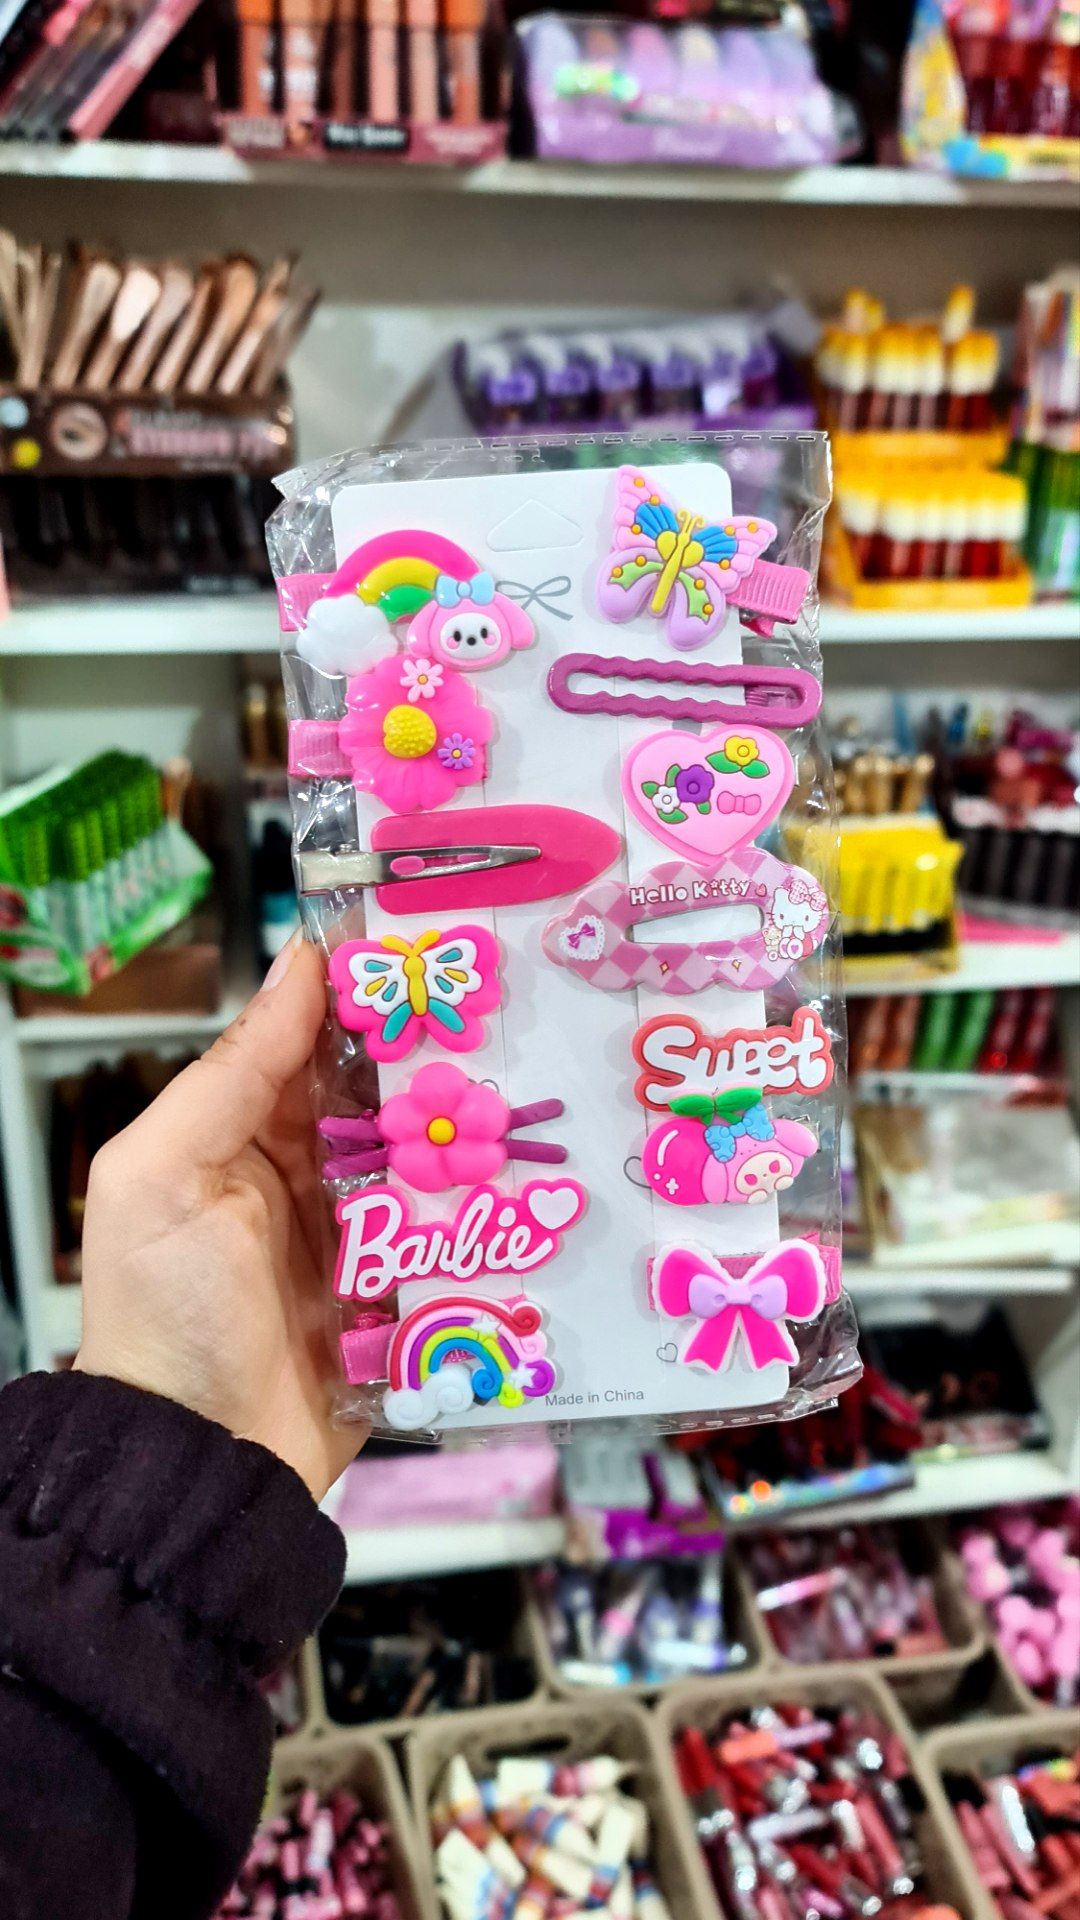 Hello Kitty
Sweet
Barbie
Made in China